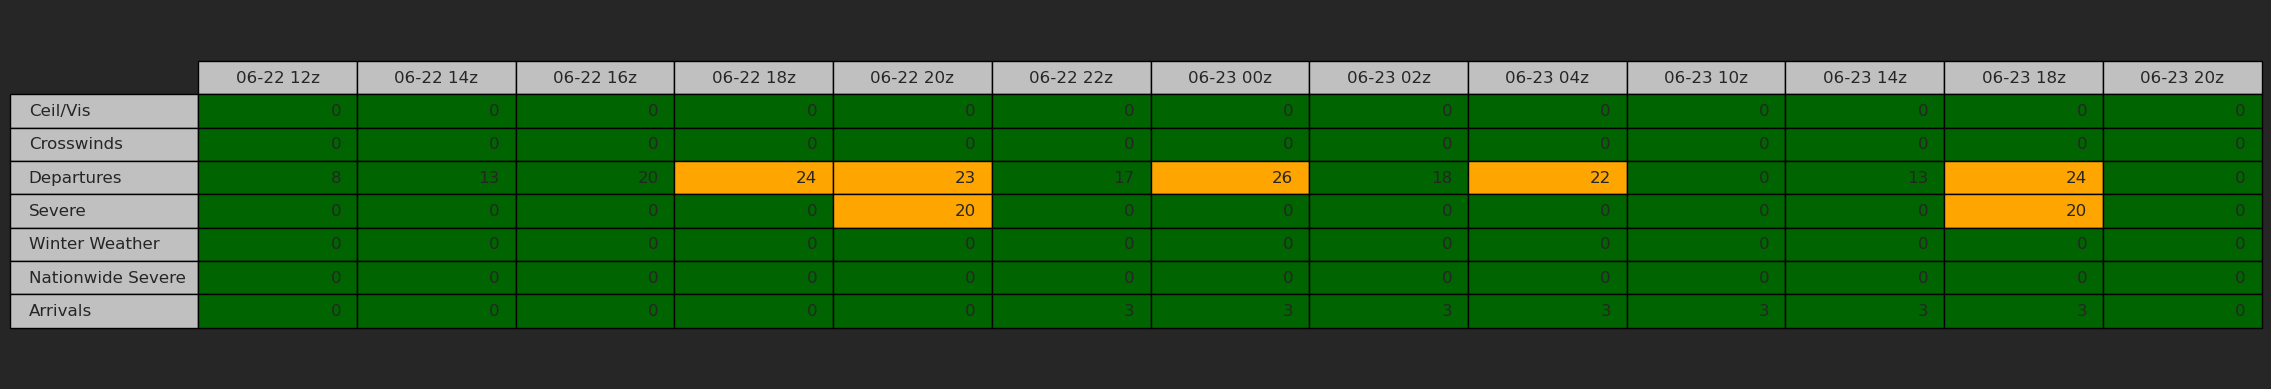 06-22 12z 06-22 14z 06-22 16z 06-22 18z 06-22 20z 06-22 22z 06-23 00z 06-23 02z 06-23 04z 06-23 10z 06-23 14z 06-23 18z 06-23 20z
Ceil/Vis 0 0 0 0 0 0 0 0 0 0 0 0 0
Crosswinds 0 0 0 0 0 0 0 0 0 0 0 0 0
Departures 8 13 20 24 23 17 26 18 22 0 13 24 0
Severe 0 0 0 0 20 0 0 0 0 0 0 20 0
Winter Weather 0 0 0 0 0 0 0 0 0 0 0 0 0
Nationwide Severe 0 0 0 0 0 0 0 0 0 0 0 0 0
Arrivals 0 0 0 0 0 3 3 3 3 3 3 3 0